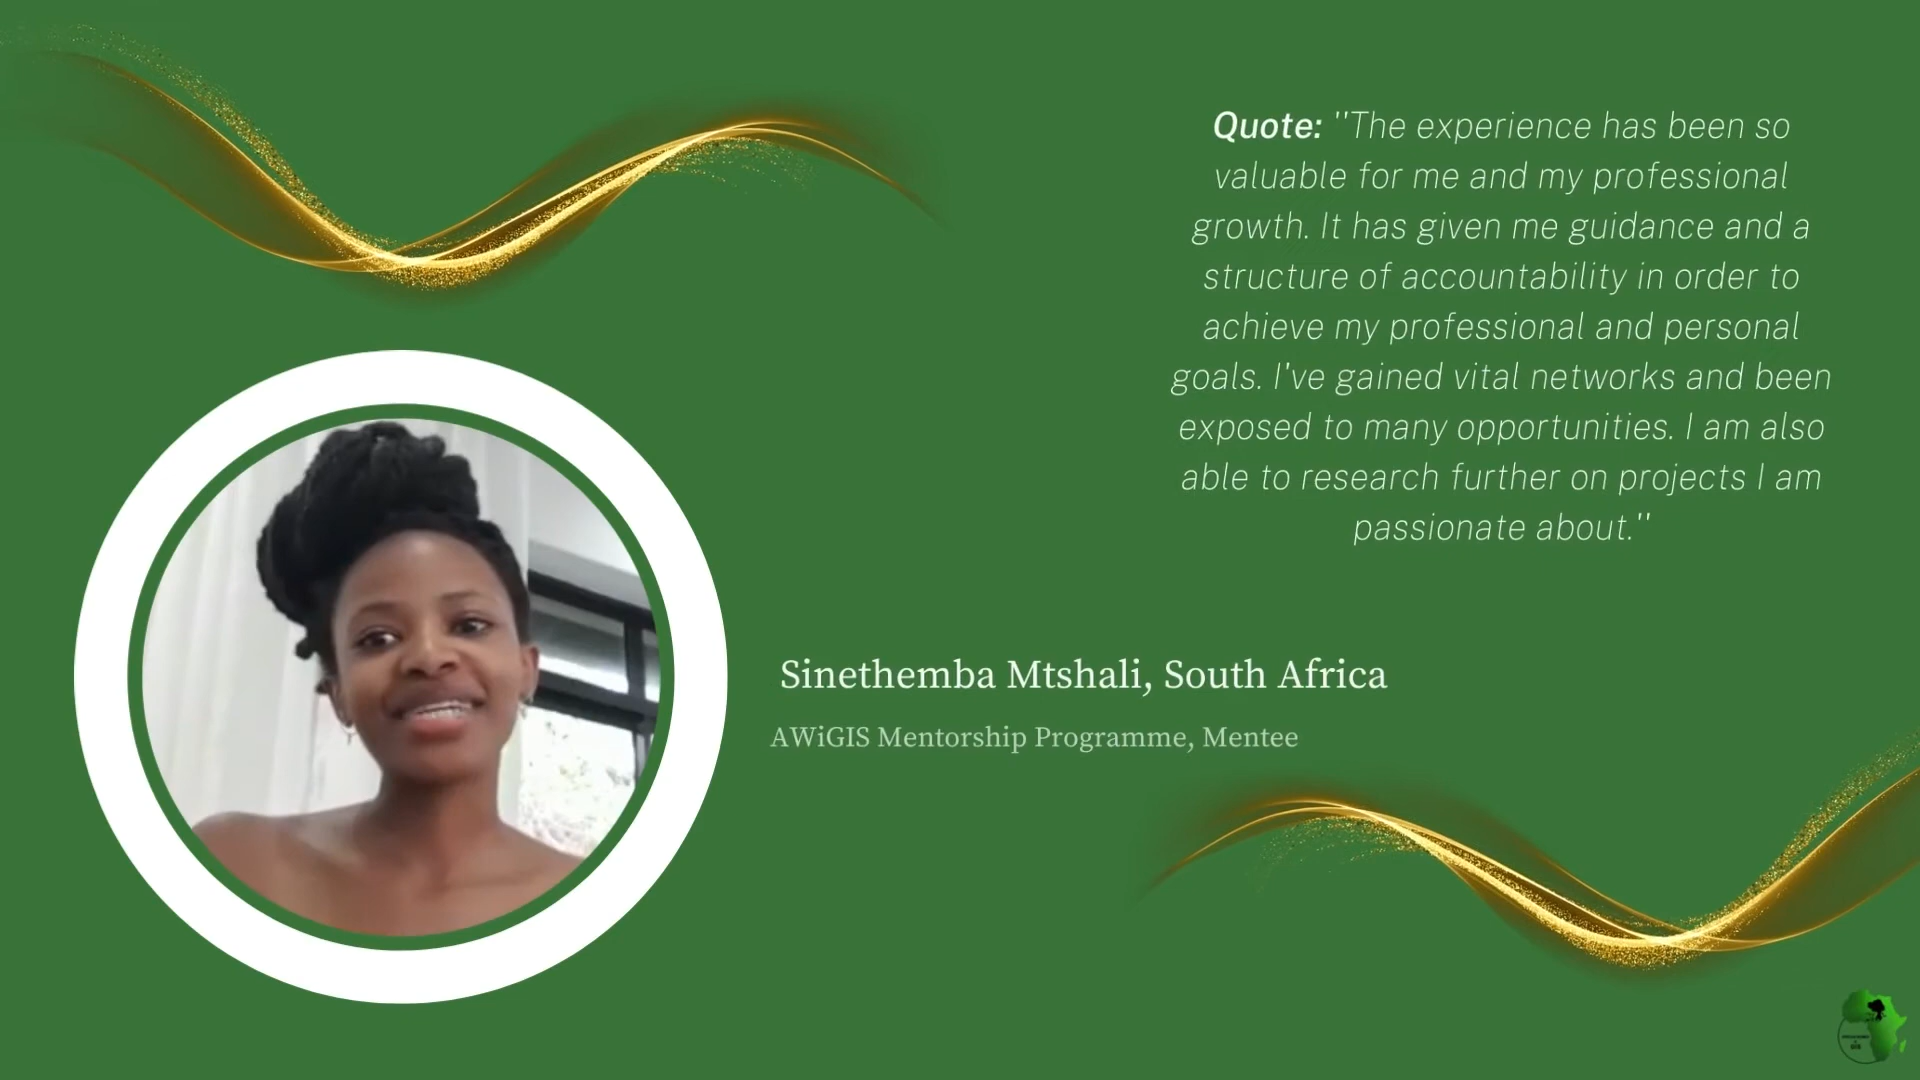 Quote: "The experience has been so
valuable for me and my professional
growth. It has given me guidance and a
structure of accountability in order to
achieve my professional and personal
goals. I've gained vital networks and been
exposed to many opportunities. I am also
able to research further on projects I am
passionate about."
Sinethemba Mtshali, South Africa
AWiGIS Mentorship Programme, Mentee